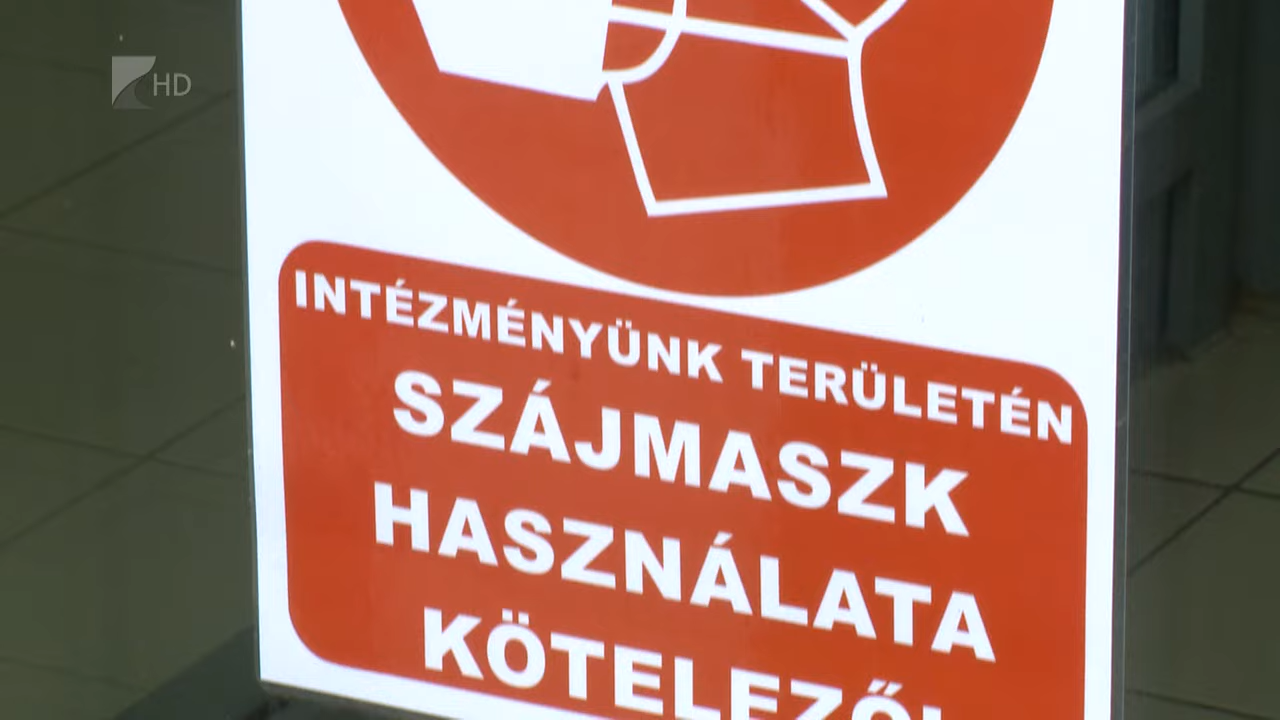 HD
INTÉZMÉNYÜNK TERÜLETÉN
SZÁJMASZK
HASZNÁLATA
KÖTELEZŐ!